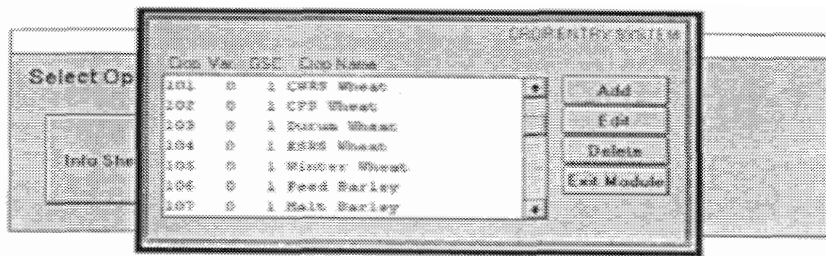 CROP ENTRY SYSTEM
Crop Var. GSC Crop Name
Select Op
101 0 1 CWRS Wheat
102 0 1 CPS Wheat
103 0 1 Durum Wheat
104 0 1 ESRS Wheat
105 0 1 Winter Wheat
106 0 1 Feed Barley
107 0 1 Malt Barley
Add
Edit
Delete
Exit Module
Info She